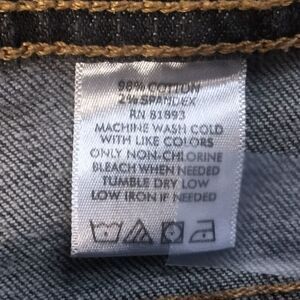 98% COTTON
2% SPANDEX
RN 81893
MACHINE WASH COLD
WITH LIKE COLORS
ONLY NON-CHLORINE
BLEACH WHEN NEEDED
TUMBLE DRY LOW
LOW IRON IF NEEDED